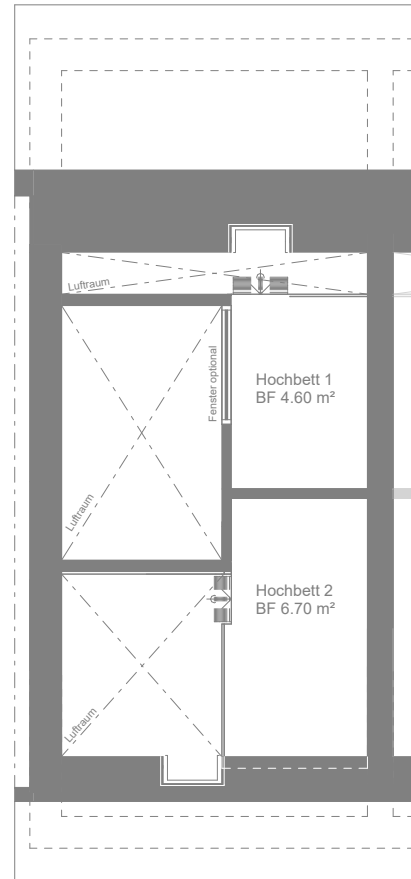 Luftraum
Fenster optional
Hochbett 1
BF 4.60 m²
Luftraum
Hochbett 2
BF 6.70 m²
Luftraum